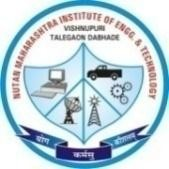 NUTAN MAHARASHTRA INSTITUTE OF ENGG. & TECHNOLOGY
VISHNUPURI
TALEGAON DABHADE
योग: कर्मसु कौशलम्